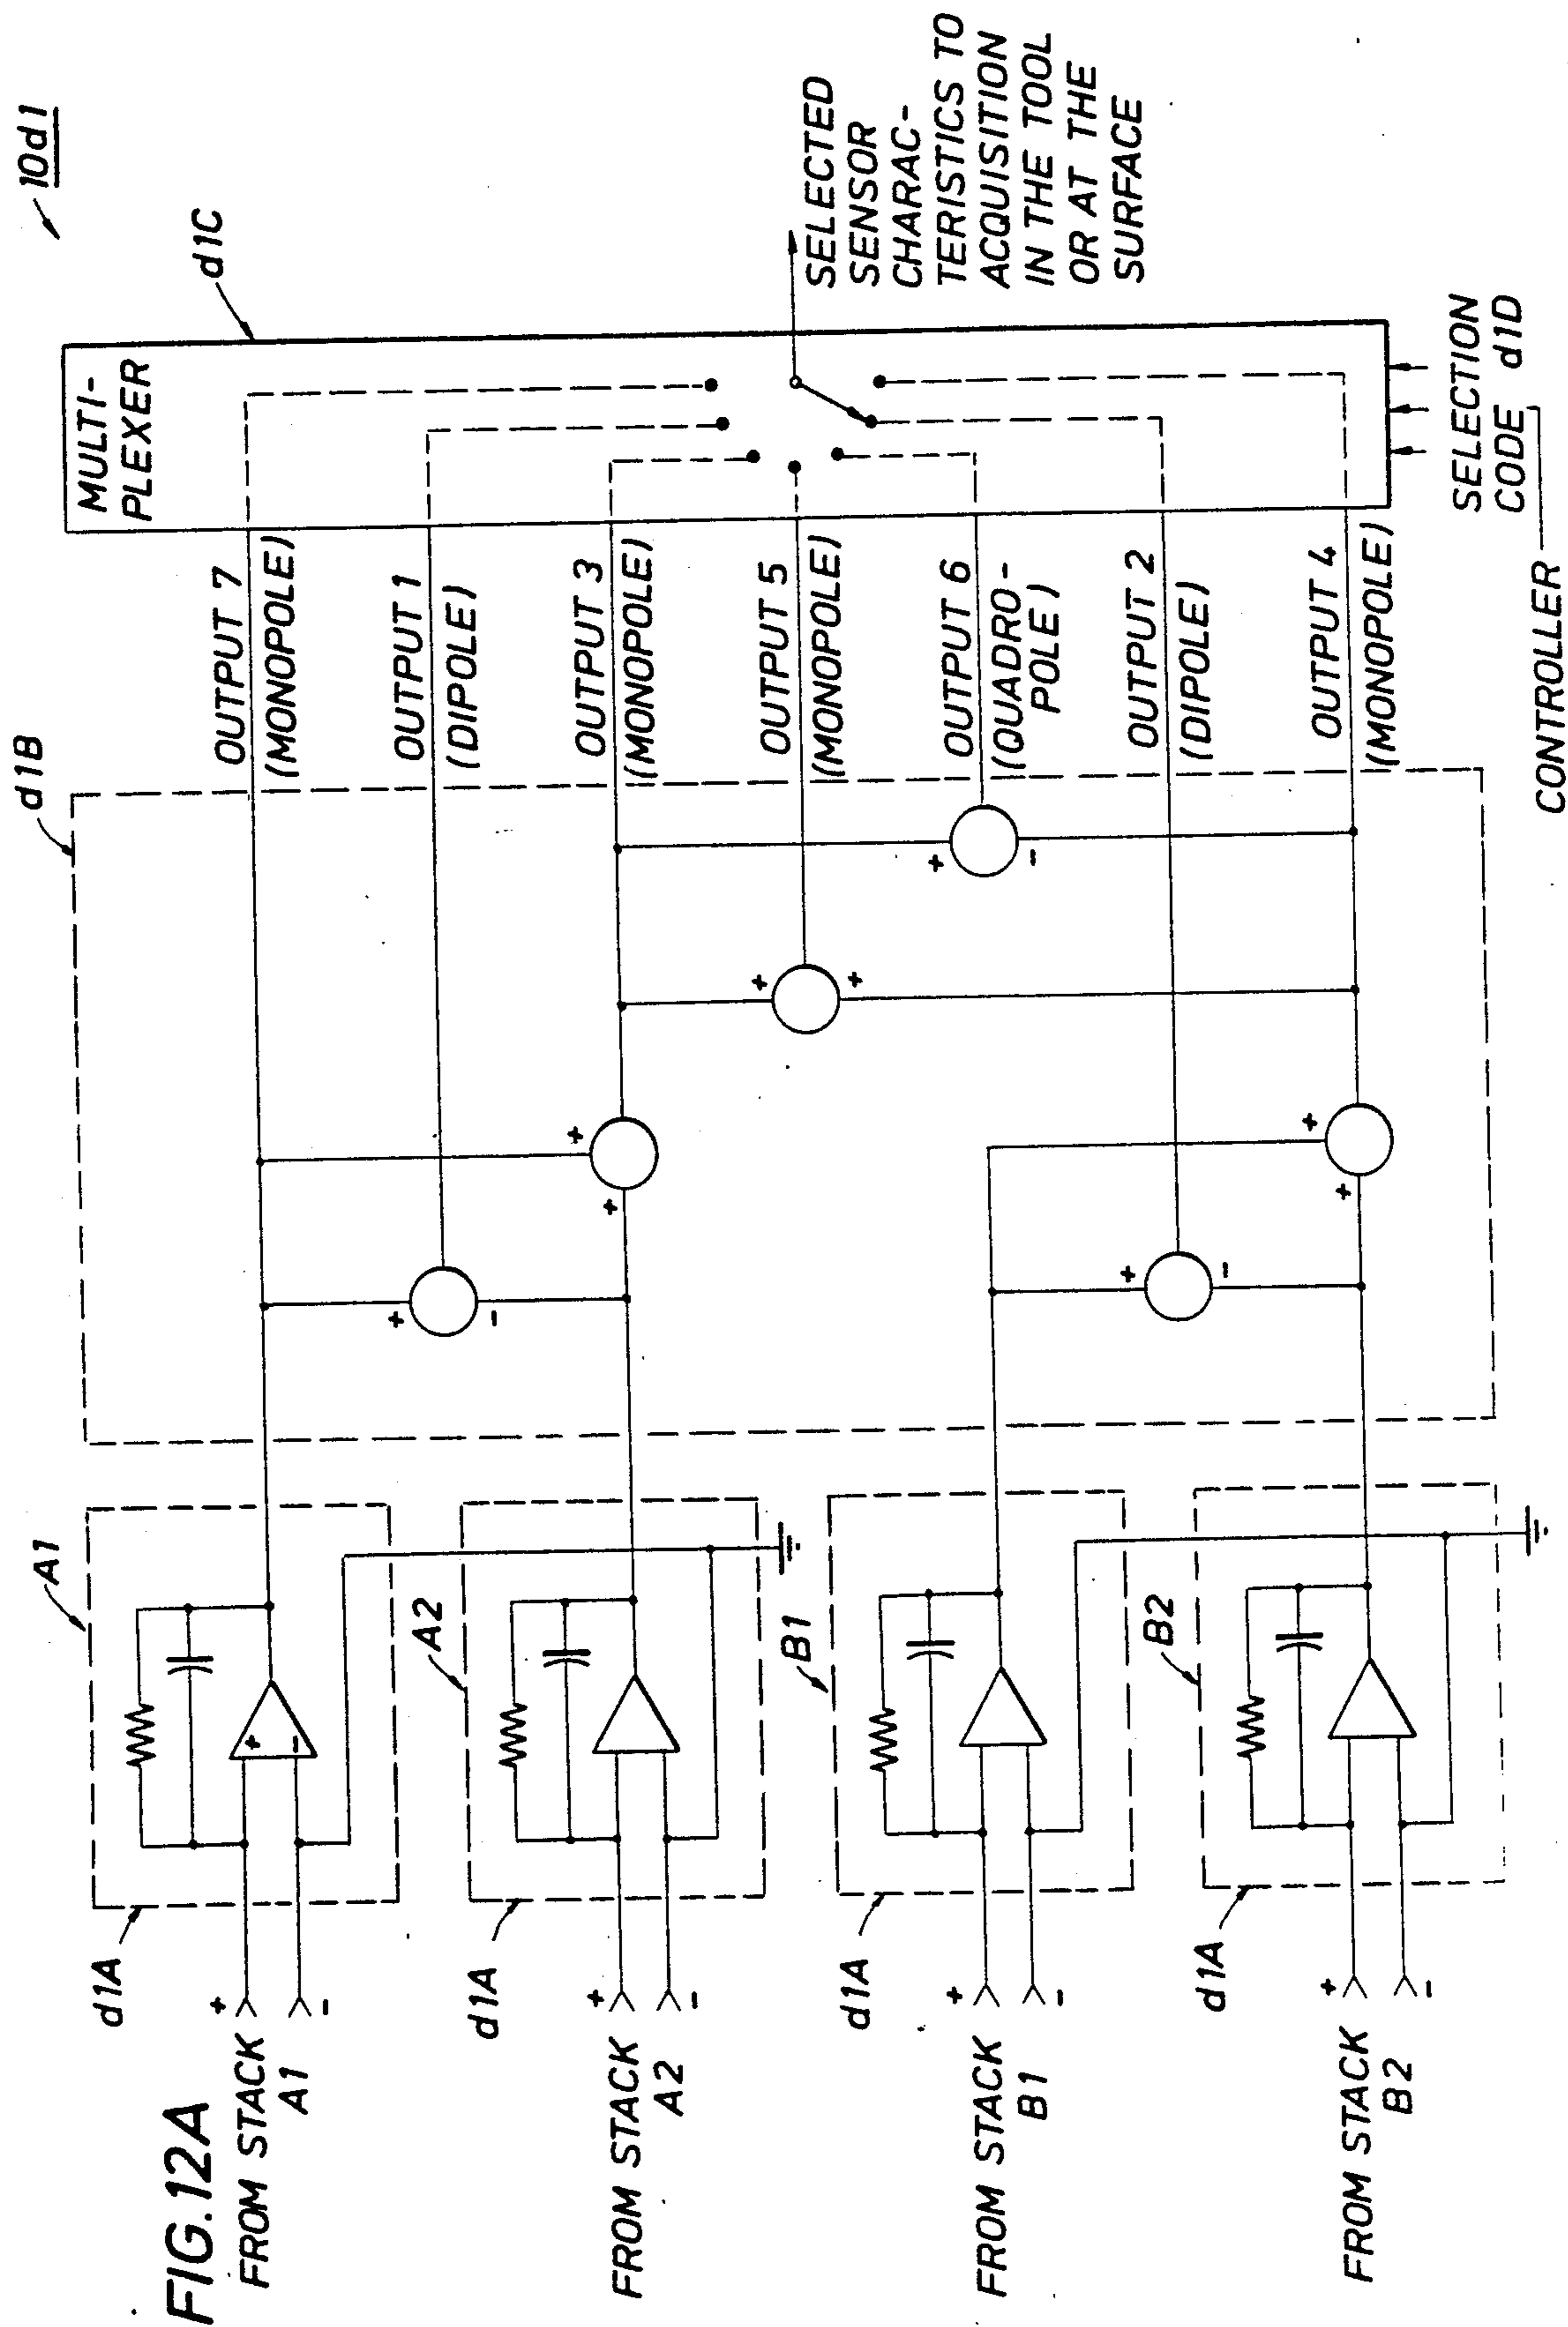 FIG.12A
10d1
FROM STACK
A1
+
-
d1A
A1
+
-
FROM STACK
A2
+
-
d1A
A2
FROM STACK
B1
+
-
d1A
B1
FROM STACK
B2
+
-
d1A
B2
d1B
+
-
+
+
+
+
+
-
+
-
+
+
OUTPUT 7
(MONOPOLE)
OUTPUT 1
(DIPOLE)
OUTPUT 3
(MONOPOLE)
OUTPUT 5
(MONOPOLE)
OUTPUT 6
(QUADRO-
POLE)
OUTPUT 2
(DIPOLE)
OUTPUT 4
(MONOPOLE)
MULTI-
PLEXER
d1C
SELECTED
SENSOR
CHARAC-
TERISTICS TO
ACQUISITION
IN THE TOOL
OR AT THE
SURFACE
SELECTION
CODE d1D
CONTROLLER